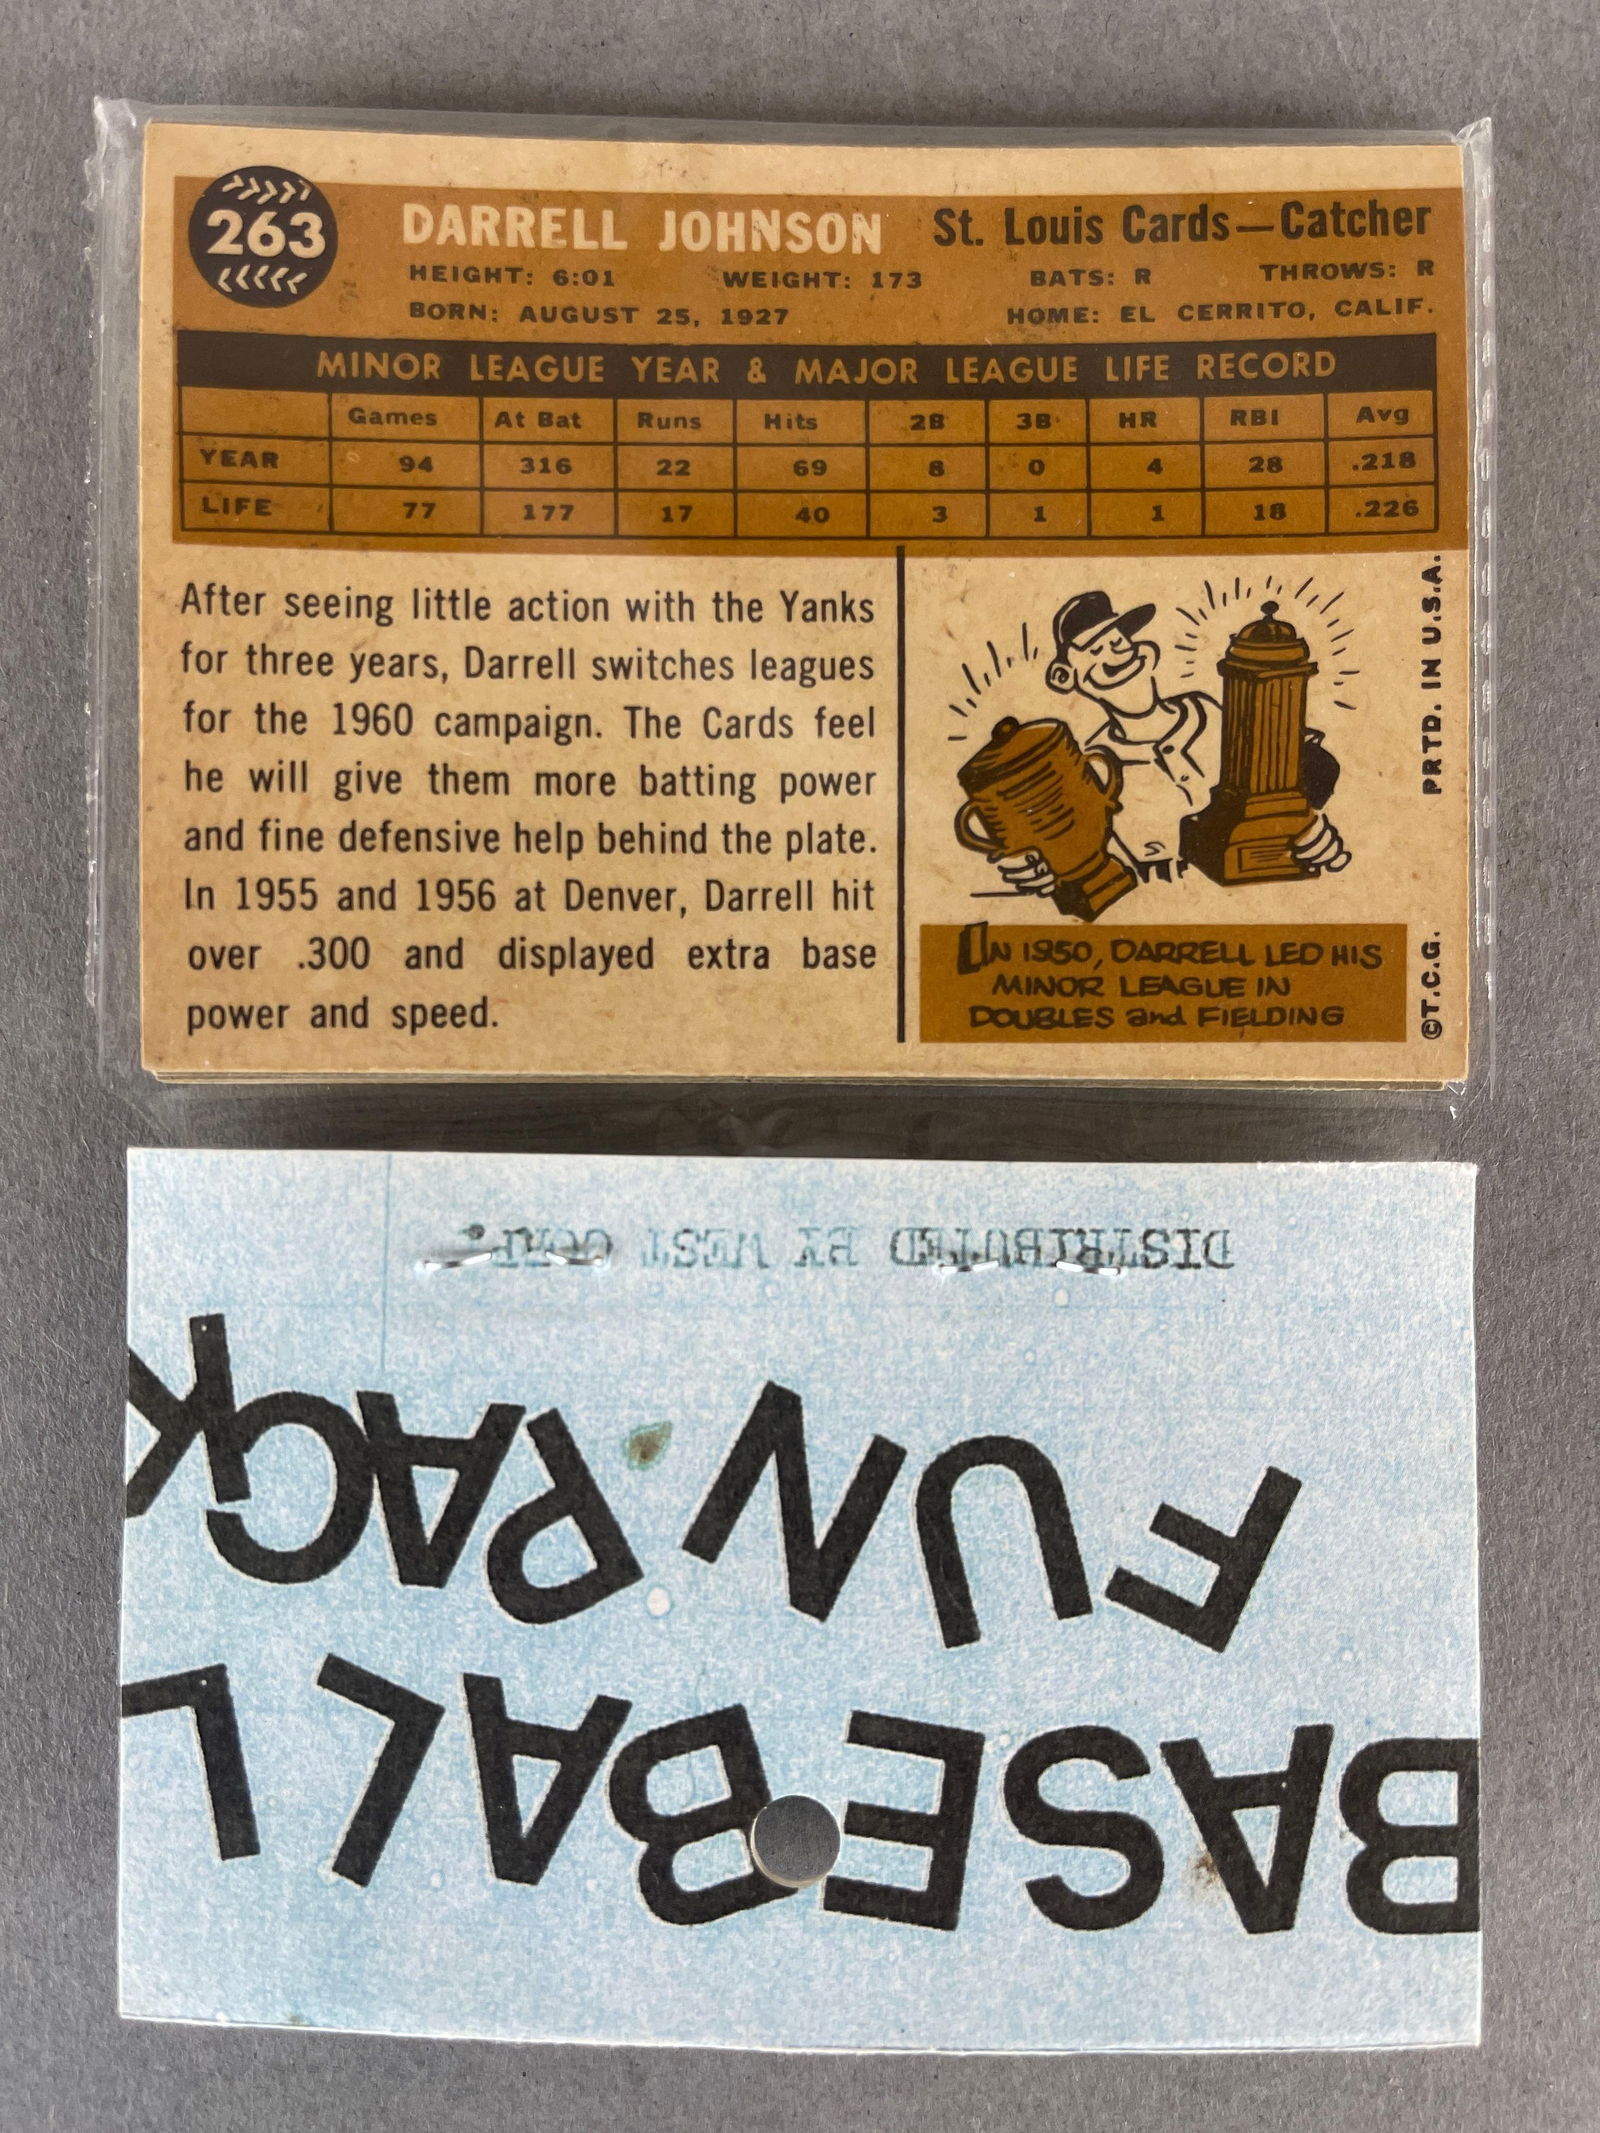 263
DARRELL JOHNSON St. Louis Cards—Catcher
HEIGHT: 6:01 WEIGHT: 173 BATS: R THROWS: R
BORN: AUGUST 25, 1927 HOME: EL CERRITO, CALIF.
MINOR LEAGUE YEAR & MAJOR LEAGUE LIFE RECORD
Games At Bat Runs Hits 2B 3B HR RBI Avg
YEAR 94 316 22 69 8 0 4 28 .218
LIFE 77 177 17 40 3 1 1 18 .226
After seeing little action with the Yanks
for three years, Darrell switches leagues
for the 1960 campaign. The Cards feel
he will give them more batting power
and fine defensive help behind the plate.
In 1955 and 1956 at Denver, Darrell hit
over .300 and displayed extra base
power and speed.
IN 1950, DARRELL LED HIS
MINOR LEAGUE IN
DOUBLES and FIELDING
©T.C.G. PRTD. IN U.S.A.
BASEBALL
FUN PACK
DISTRIBUTED BY WEST CORP.